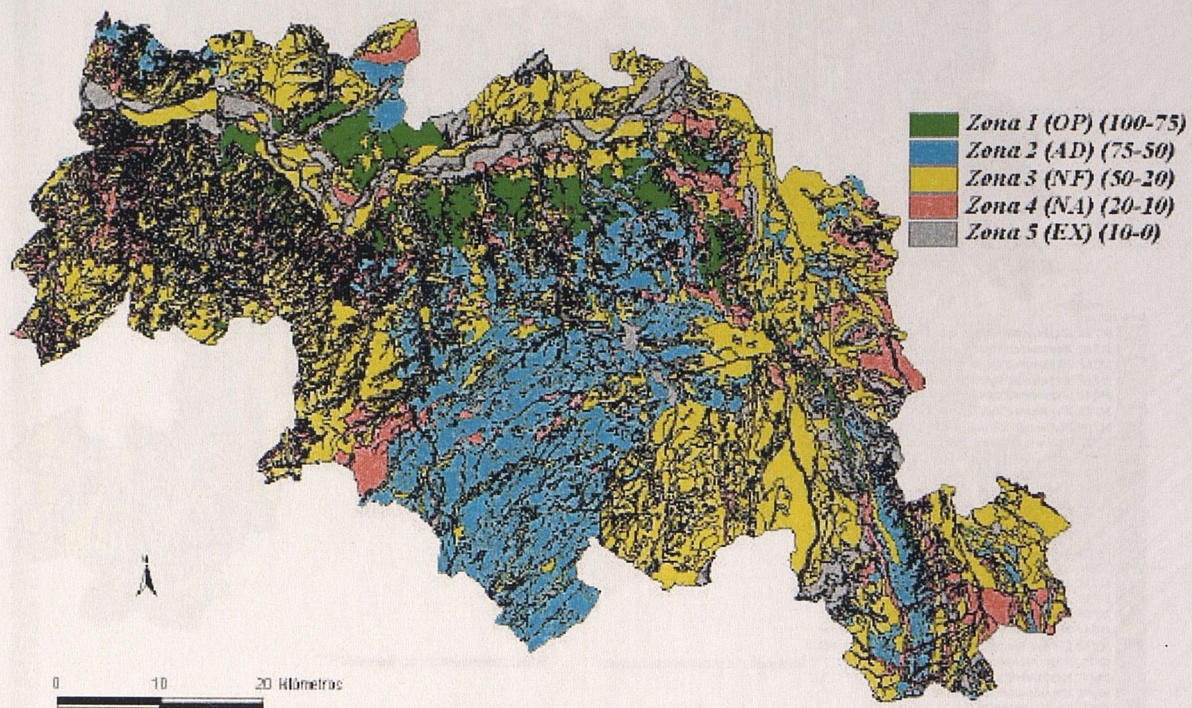 Zona 1 (OP) (100-75)
Zona 2 (AD) (75-50)
Zona 3 (NF) (50-20)
Zona 4 (NA) (20-10)
Zona 5 (EX) (10-0)
N
0 10 20 Kilómetros